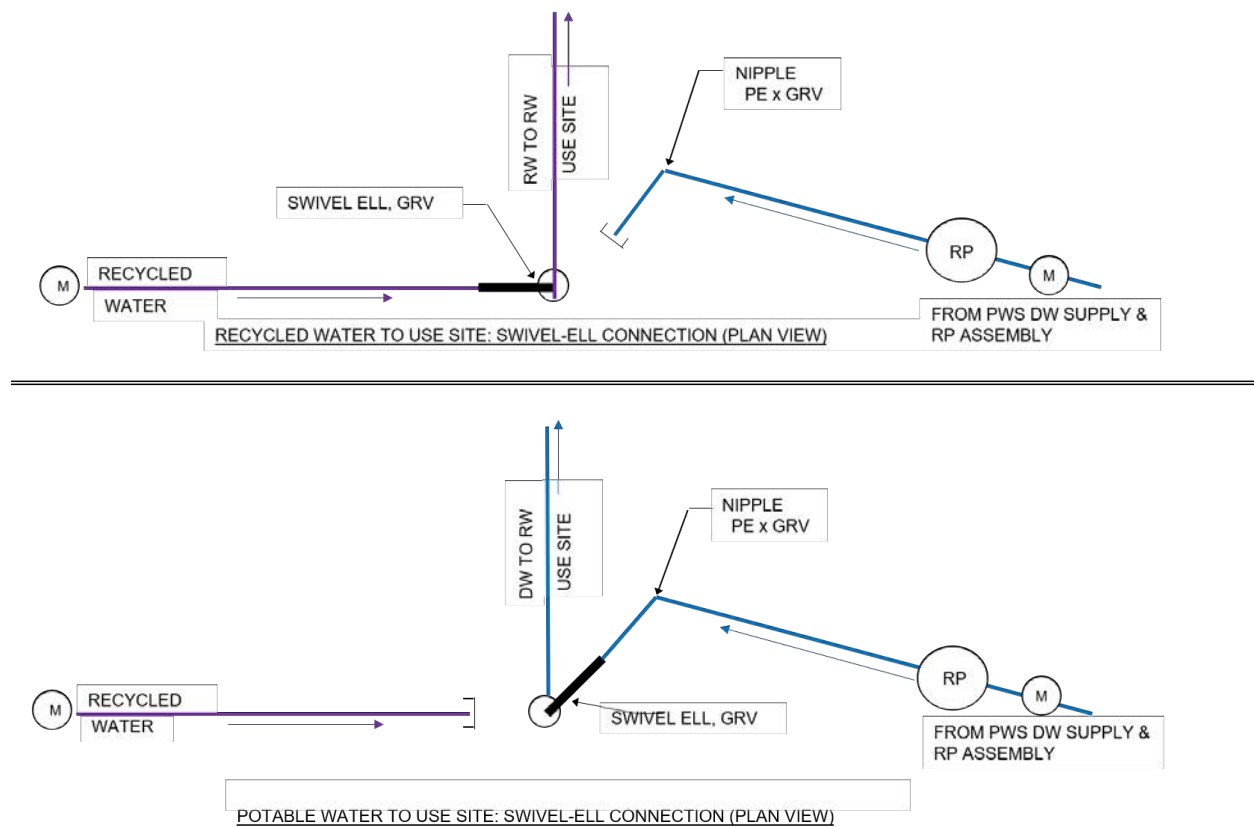 NIPPLE
PE x GRV
RW TO RW
USE SITE
SWIVEL ELL, GRV
RP
M
RECYCLED
M
WATER
FROM PWS DW SUPPLY &
RP ASSEMBLY
RECYCLED WATER TO USE SITE: SWIVEL-ELL CONNECTION (PLAN VIEW)
DW TO RW
USE SITE
NIPPLE
PE x GRV
RP
M
RECYCLED
M
WATER
SWIVEL ELL, GRV
FROM PWS DW SUPPLY &
RP ASSEMBLY
POTABLE WATER TO USE SITE: SWIVEL-ELL CONNECTION (PLAN VIEW)